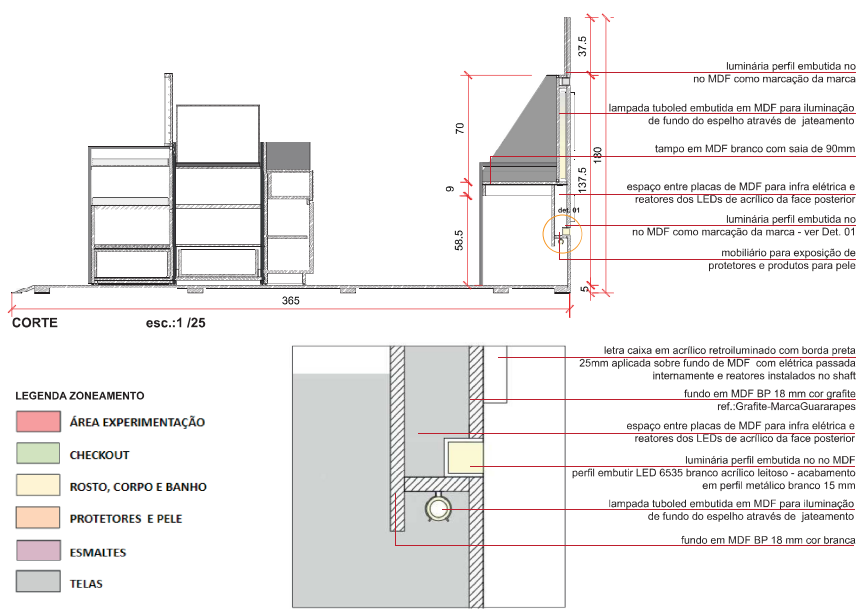 37.5
luminária perfil embutida no
no MDF como marcação da marca
lampada tuboled embutida em MDF para iluminação
de fundo do espelho através de jateamento
70
180
tampo em MDF branco com saia de 90mm
137.5
9
espaço entre placas de MDF para infra elétrica e
reatores dos LEDs de acrílico da face posterior
det. 01
luminária perfil embutida no
no MDF como marcação da marca - ver Det. 01
58.5
mobiliário para exposição de
protetores e produtos para pele
5
365
CORTE esc.:1 /25
letra caixa em acrílico retroiluminado com borda preta
25mm aplicada sobre fundo de MDF com elétrica passada
internamente e reatores instalados no shaft
fundo em MDF BP 18 mm cor grafite
ref.:Grafite-MarcaGuararapes
espaço entre placas de MDF para infra elétrica e
reatores dos LEDs de acrílico da face posterior
luminária perfil embutida no no MDF
perfil embutir LED 6535 branco acrílico leitoso - acabamento
em perfil metálico branco 15 mm
lampada tuboled embutida em MDF para iluminação
de fundo do espelho através de jateamento
fundo em MDF BP 18 mm cor branca
LEGENDA ZONEAMENTO
ÁREA EXPERIMENTAÇÃO
CHECKOUT
ROSTO, CORPO E BANHO
PROTETORES E PELE
ESMALTES
TELAS